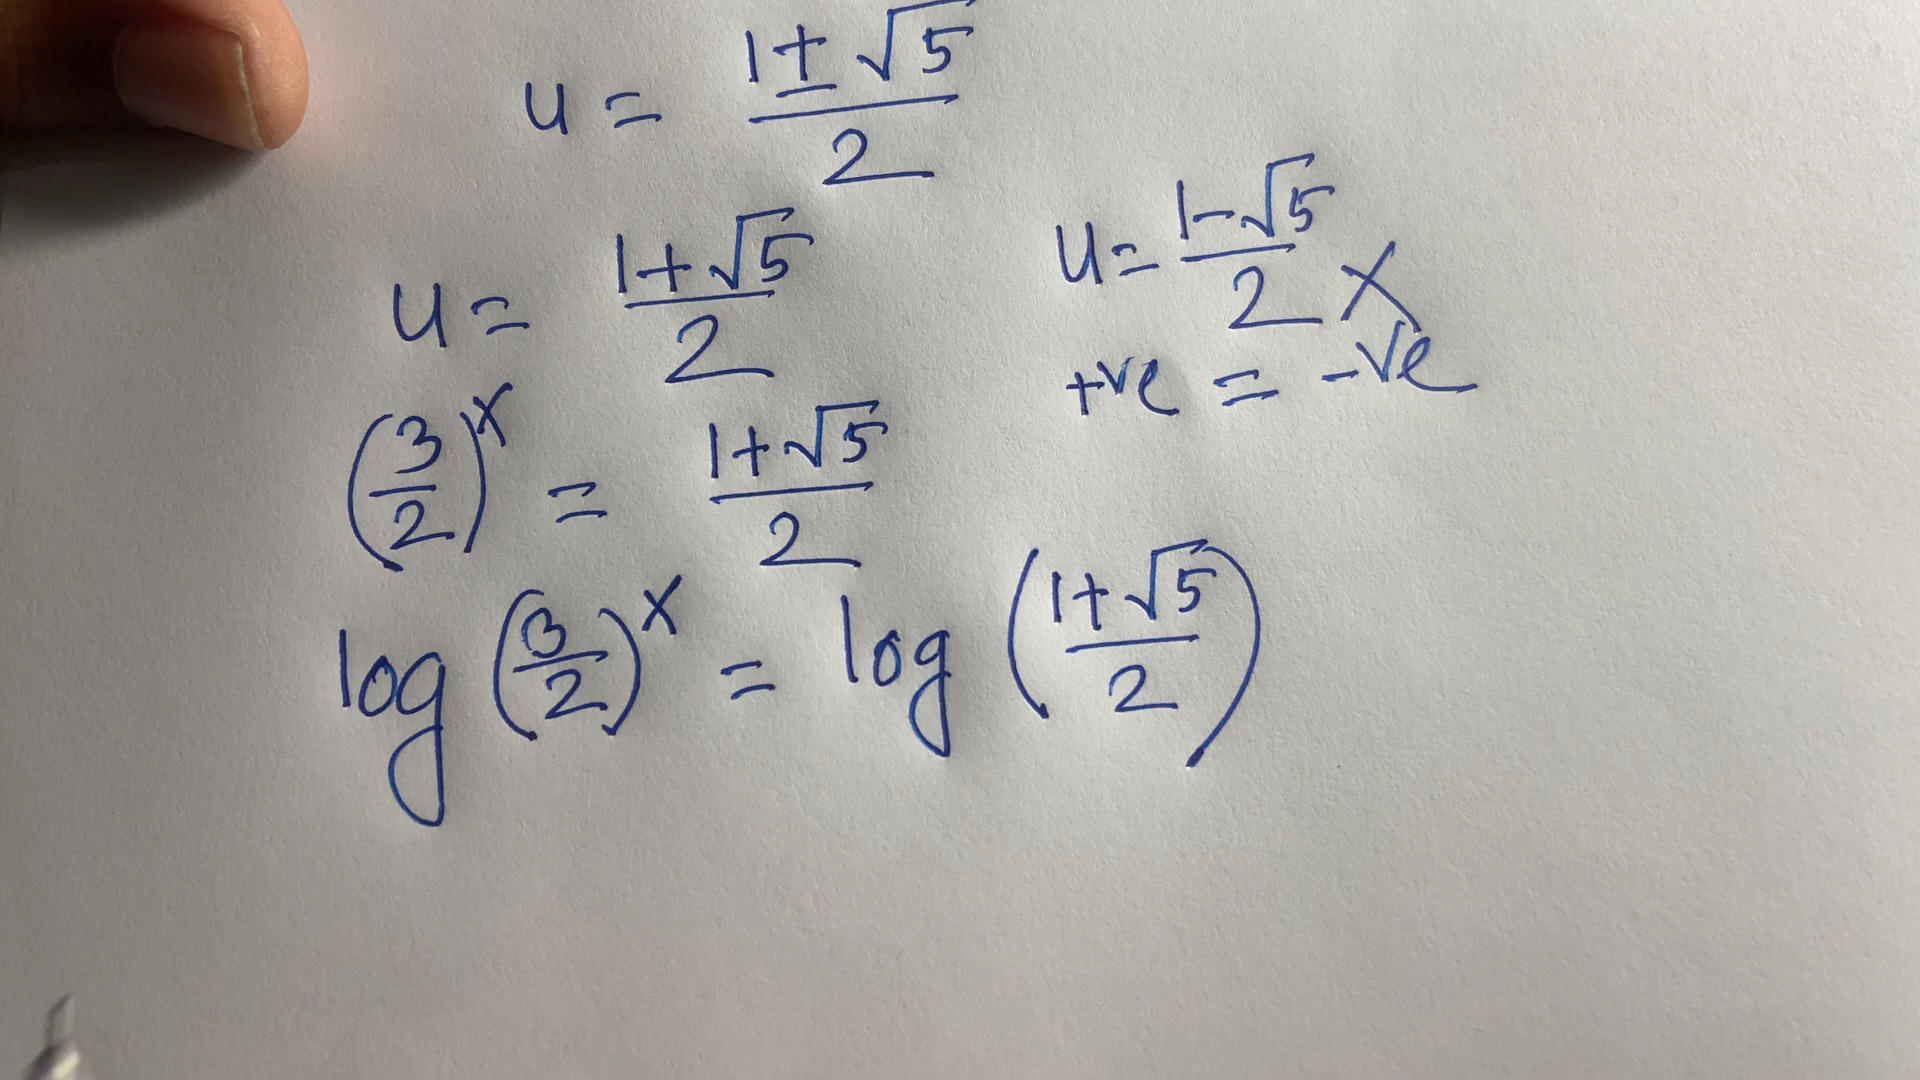 u = (1 ± √5)/2
u = (1 + √5)/2
u = (1 - √5)/2 ×
+ve = -ve
(3/2)^x = (1 + √5)/2
log (3/2)^x = log ((1 + √5)/2)